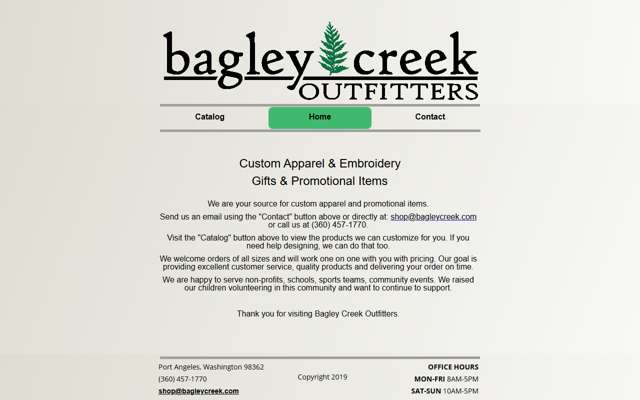 bagley creek
OUTFITTERS
Catalog
Home
Contact
Custom Apparel & Embroidery
Gifts & Promotional Items
We are your source for custom apparel and promotional items.
Send us an email using the "Contact" button above or directly at: shop@bagleycreek.com
or call us at (360) 457-1770.
Visit the "Catalog" button above to view the products we can customize for you. If you
need help designing, we can do that too.
We welcome orders of all sizes and will work one on one with you with pricing. Our goal is
providing excellent customer service, quality products and delivering your order on time.
We are happy to serve non-profits, schools, sports teams, community events. We raised
our children volunteering in this community and want to continue to support.
Thank you for visiting Bagley Creek Outfitters.
Port Angeles, Washington 98362
(360) 457-1770
shop@bagleycreek.com
Copyright 2019
OFFICE HOURS
MON-FRI 8AM-5PM
SAT-SUN 10AM-5PM